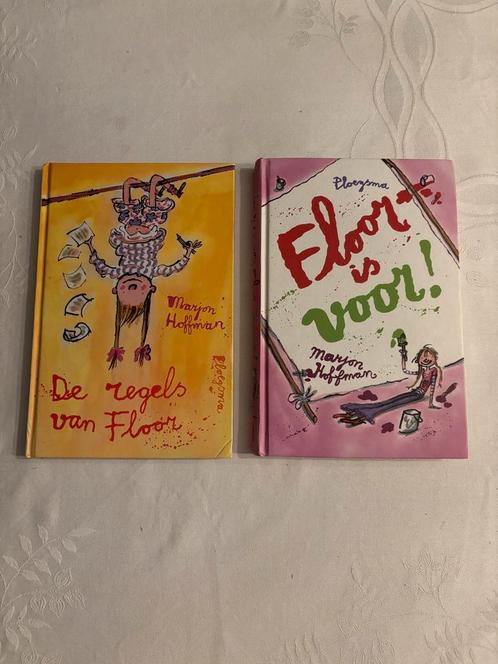 Marjon
Hoffman
Ploegsma
De regels
van Floor
Ploegsma
Floor
is
voor!
Marjon
Hoffman